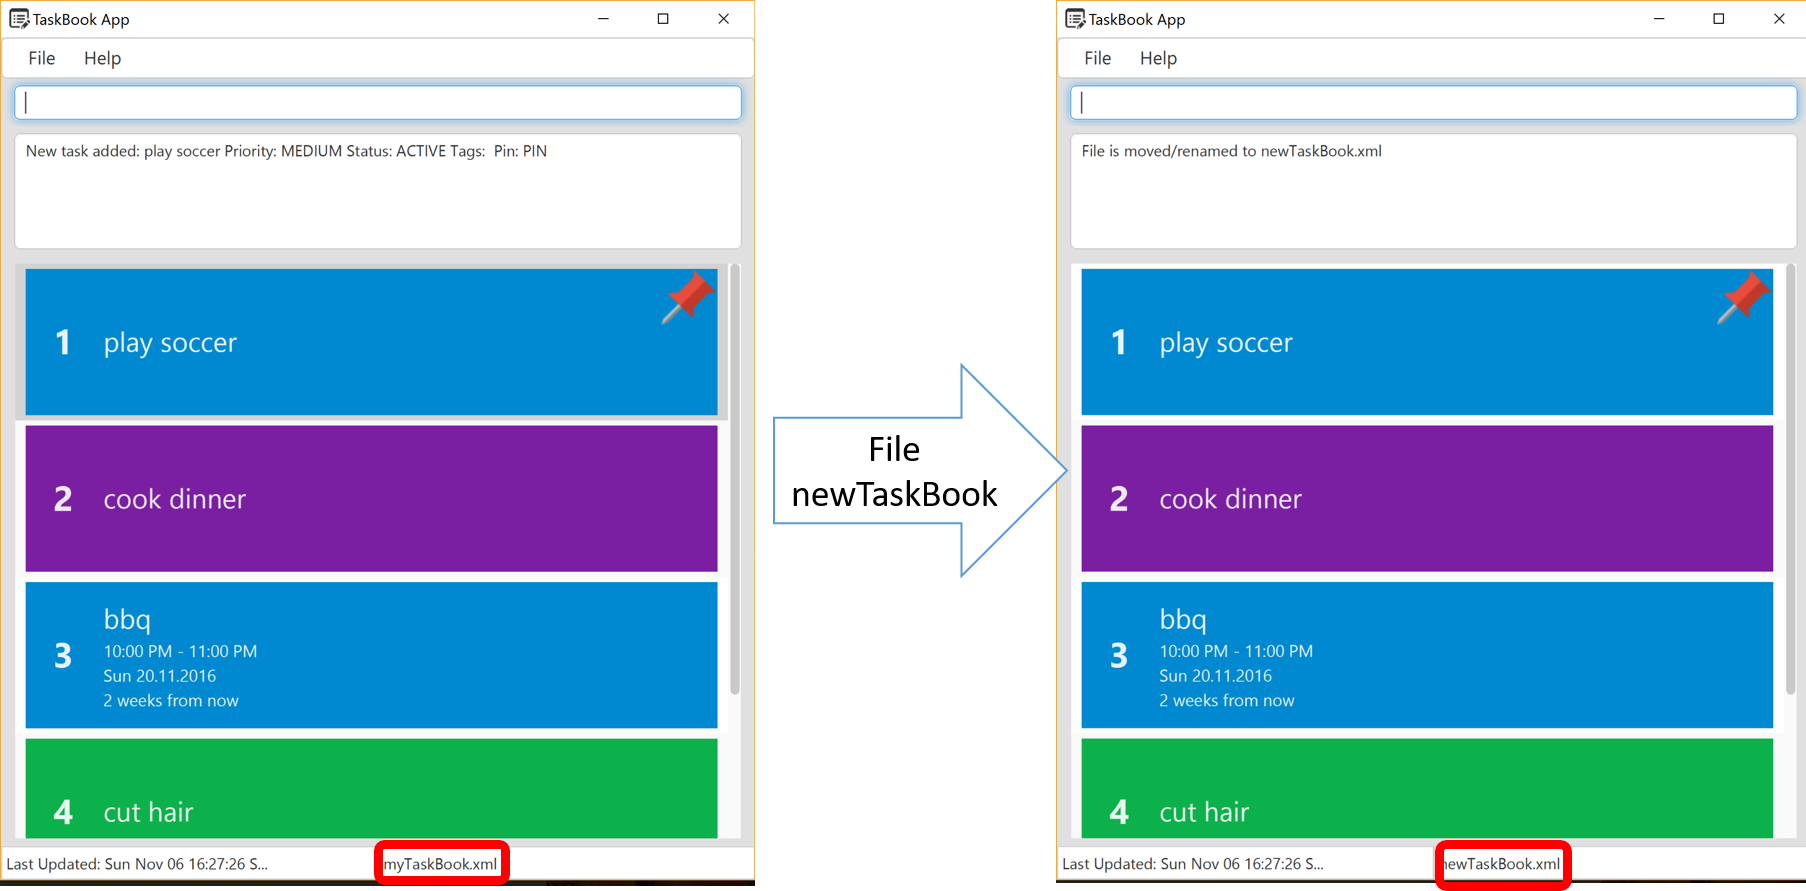 TaskBook App
File Help
New task added: play soccer Priority: MEDIUM Status: ACTIVE Tags:  Pin: PIN
1 play soccer
2 cook dinner
3 bbq
10:00 PM - 11:00 PM
Sun 20.11.2016
2 weeks from now
4 cut hair
Last Updated: Sun Nov 06 16:27:26 S... myTaskBook.xml
File
newTaskBook
TaskBook App
File Help
File is moved/renamed to newTaskBook.xml
1 play soccer
2 cook dinner
3 bbq
10:00 PM - 11:00 PM
Sun 20.11.2016
2 weeks from now
4 cut hair
Last Updated: Sun Nov 06 16:27:26 S... newTaskBook.xml